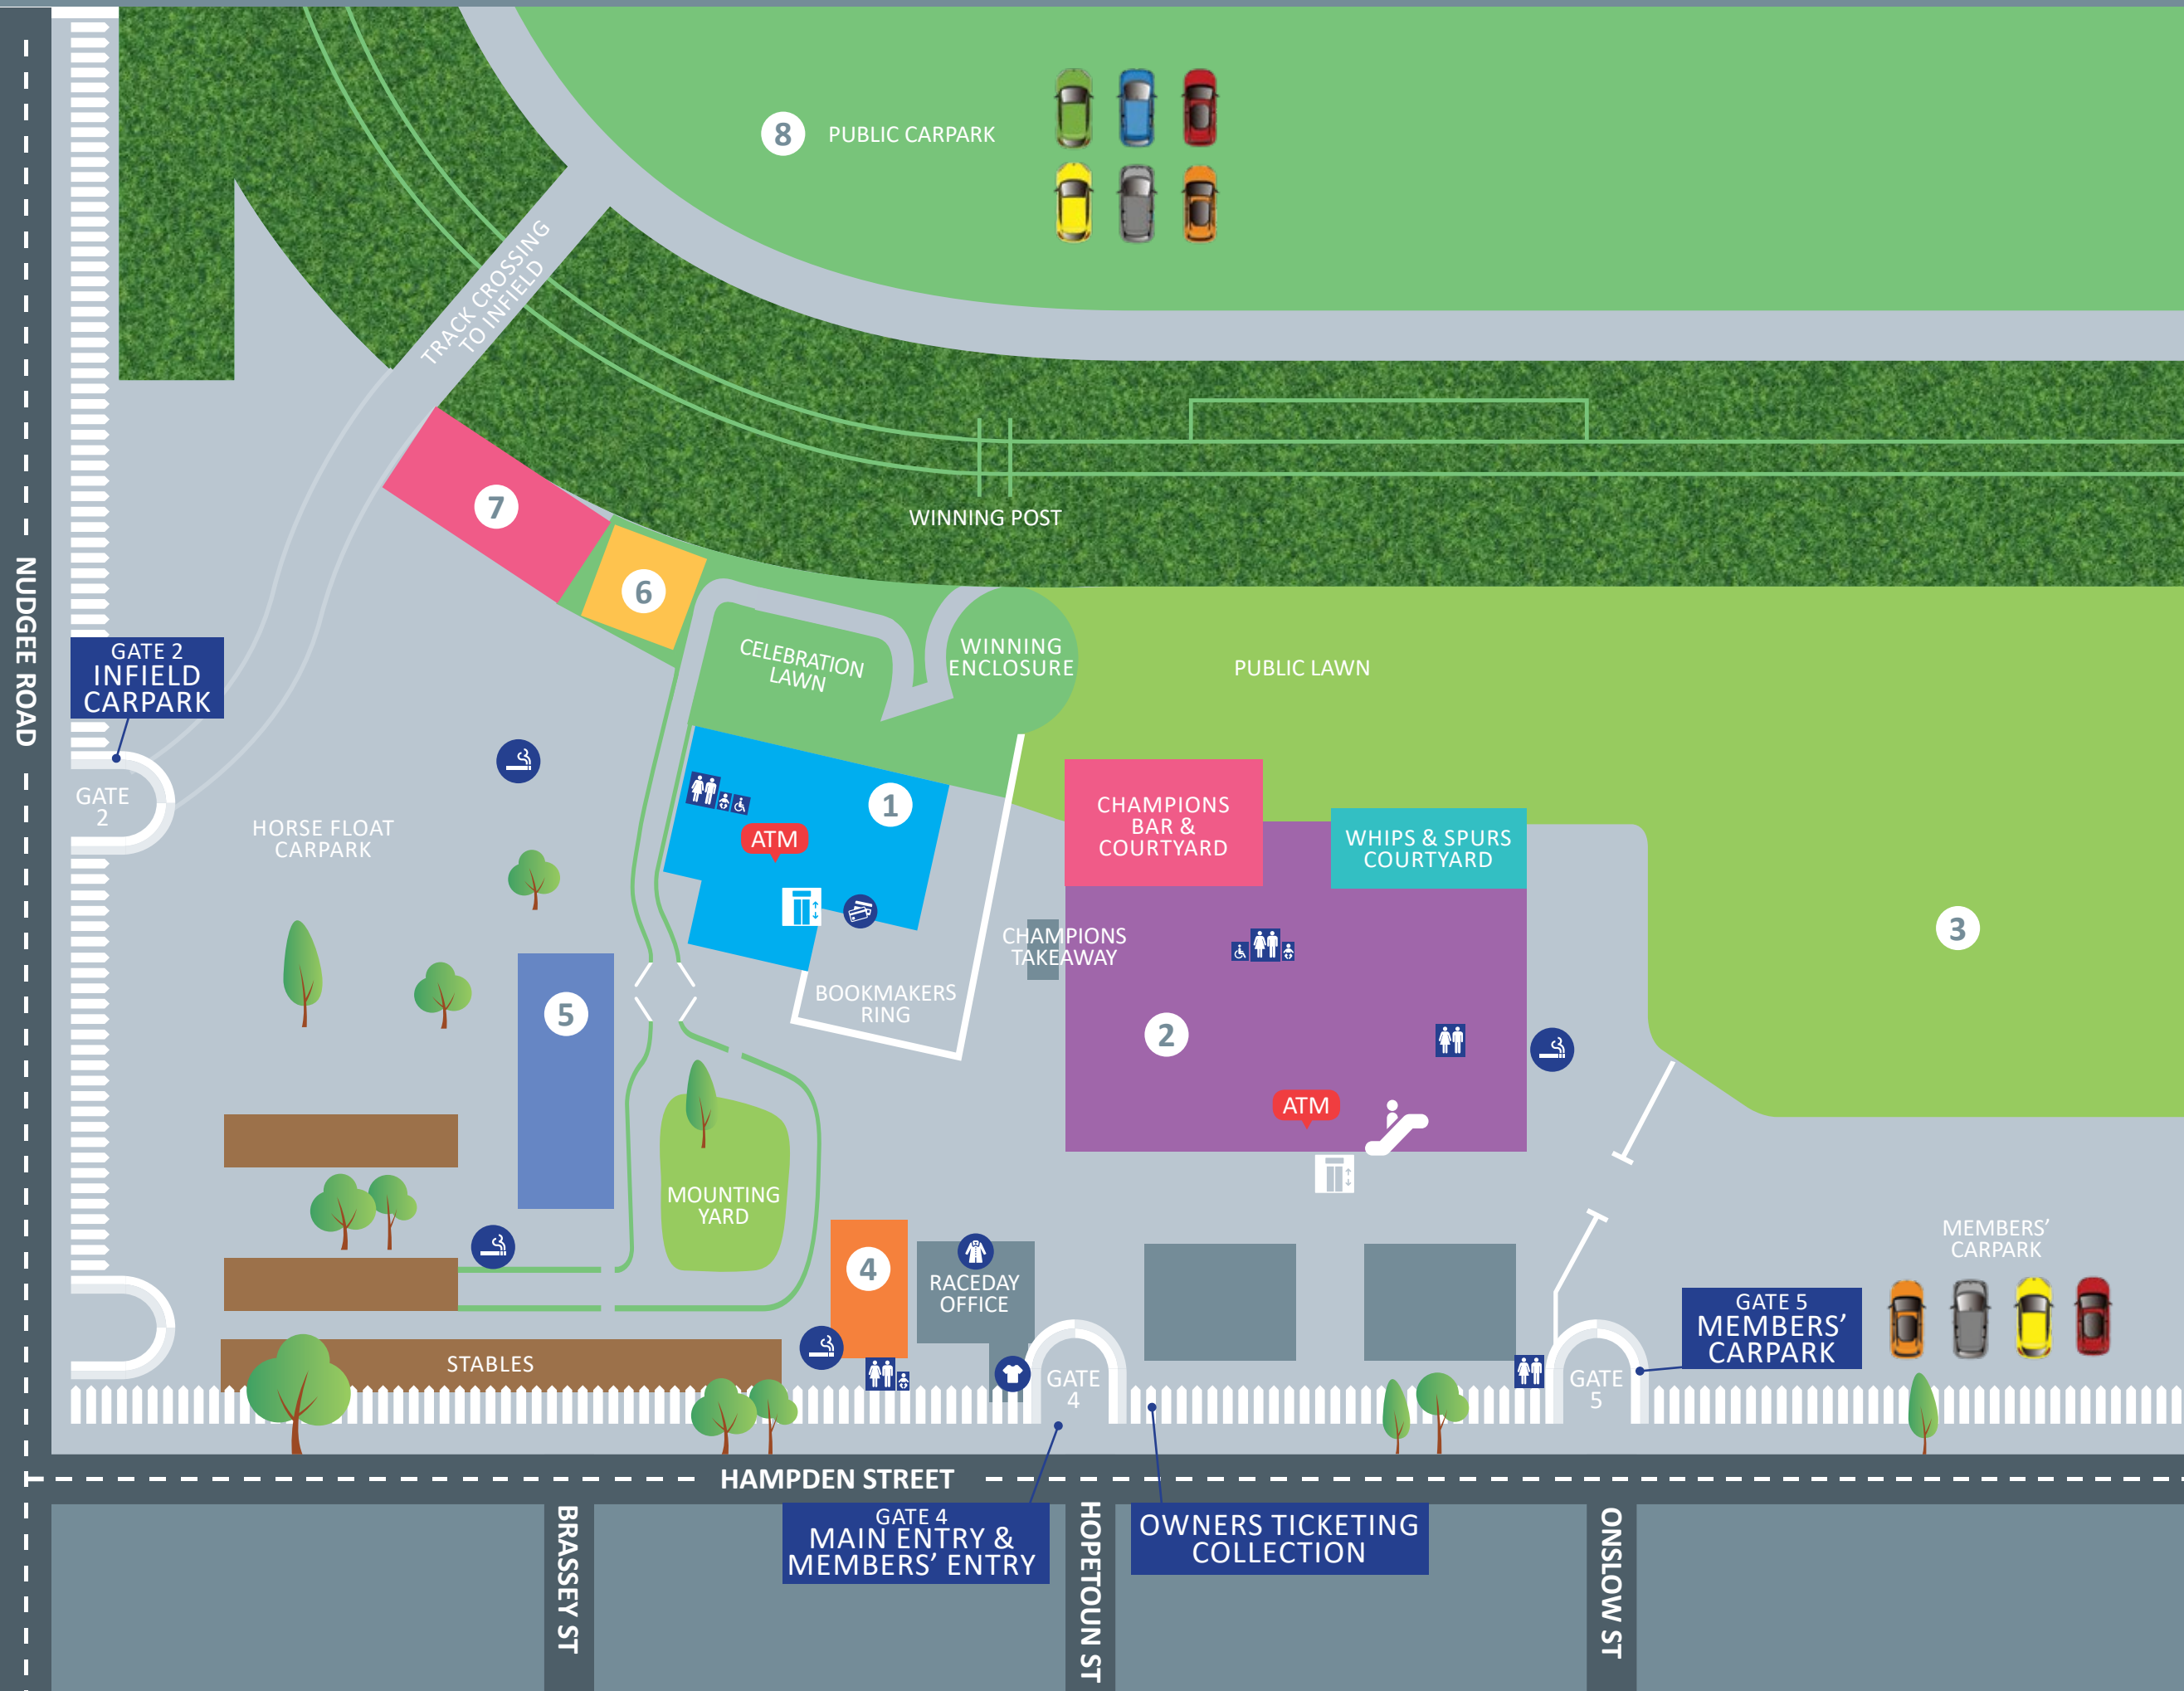 8 PUBLIC CARPARK
TRACK CROSSING
TO INFIELD
7
WINNING POST
6
NUDGEE ROAD
GATE 2
INFIELD
CARPARK
CELEBRATION
LAWN
WINNING
ENCLOSURE
PUBLIC LAWN
GATE
2
HORSE FLOAT
CARPARK
1
ATM
CHAMPIONS
BAR &
COURTYARD
WHIPS & SPURS
COURTYARD
3
CHAMPIONS
TAKEAWAY
BOOKMAKERS
RING
5
2
ATM
MOUNTING
YARD
4
RACEDAY
OFFICE
MEMBERS’
CARPARK
GATE 5
MEMBERS’
CARPARK
STABLES
GATE
4
GATE
5
HAMPDEN STREET
GATE 4
MAIN ENTRY &
MEMBERS’ ENTRY
OWNERS TICKETING
COLLECTION
BRASSEY ST
HOPETOUN ST
ONSLOW ST